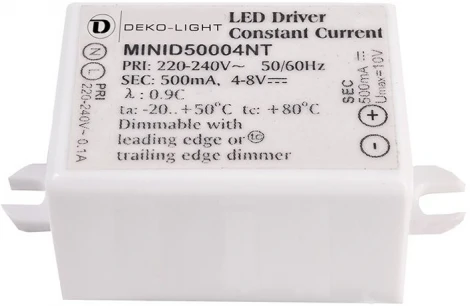 D DEKO-LIGHT
LED Driver
Constant Current
MINID50004NT
PRI: 220-240V~ 50/60Hz
SEC: 500mA, 4-8V⎓
λ : 0.9C
ta: -20..+50°C tc: +80°C
Dimmable with
leading edge or tc
trailing edge dimmer
N L PRI
220-240V~ 0.1A
SEC
500mA ⎓
Umax=10V
+
-